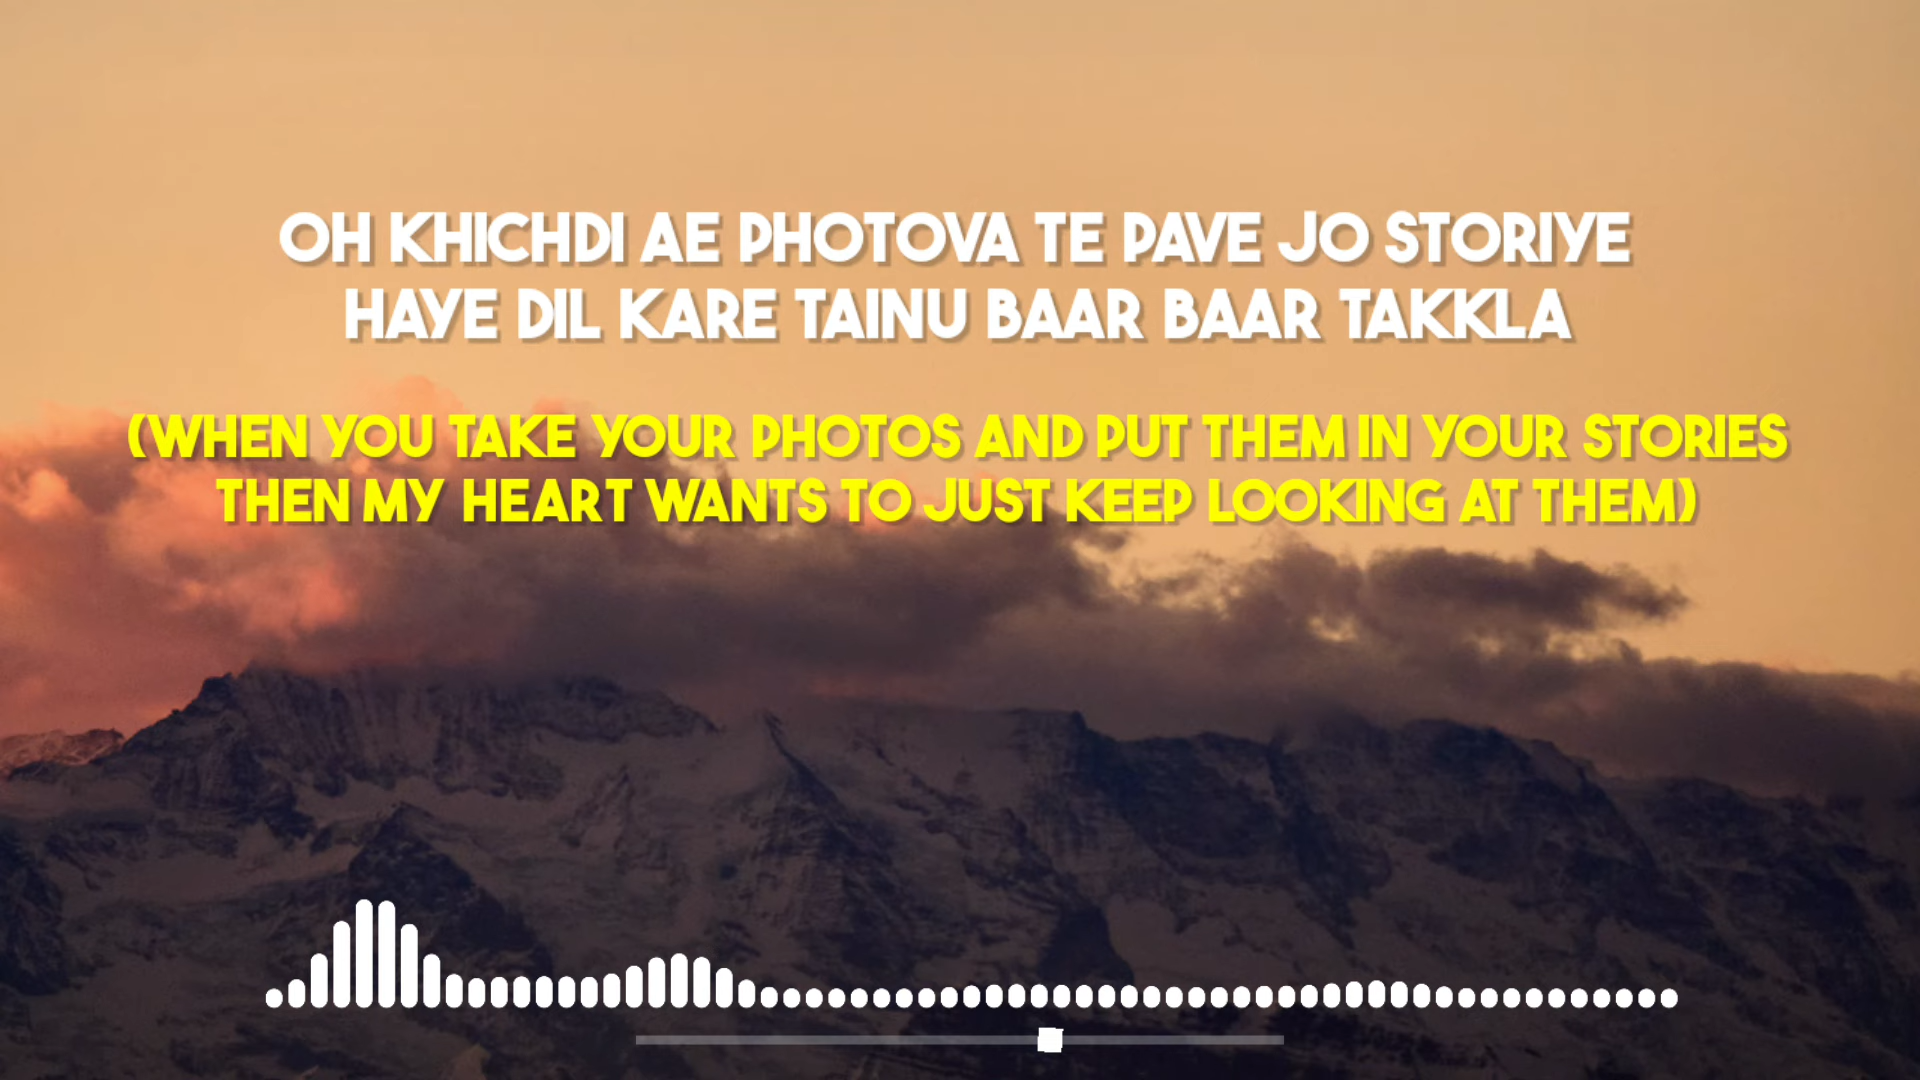 OH KHICHDI AE PHOTOVA TE PAVE JO STORIYE
HAYE DIL KARE TAINU BAAR BAAR TAKKLA
(WHEN YOU TAKE YOUR PHOTOS AND PUT THEM IN YOUR STORIES
THEN MY HEART WANTS TO JUST KEEP LOOKING AT THEM)